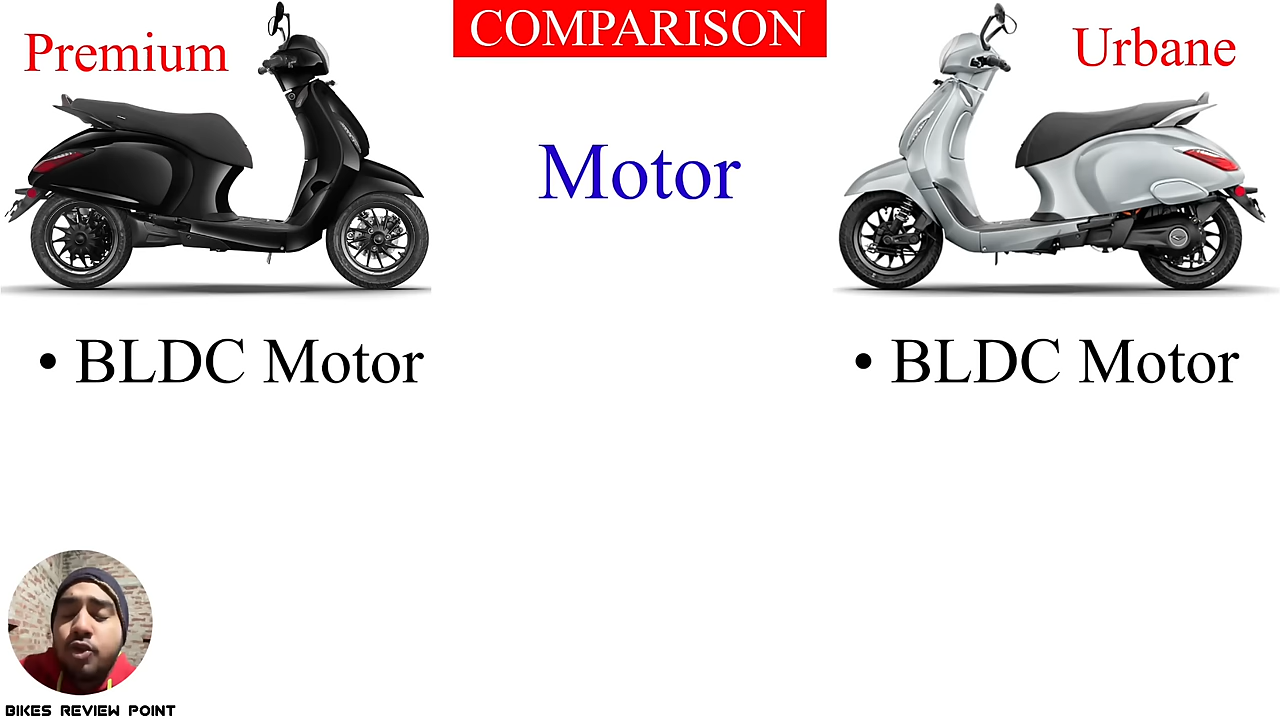 COMPARISON
Premium
Urbane
Motor
• BLDC Motor
• BLDC Motor
BIKES REVIEW POINT